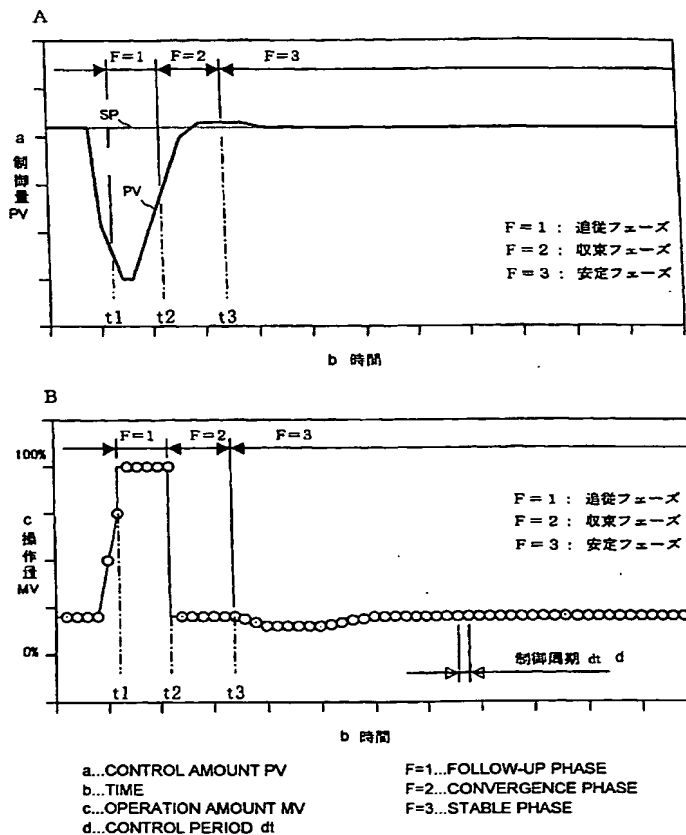 A
F=1
F=2
F=3
SP
a
制御量
PV
PV
F=1: 追従フェーズ
F=2: 収束フェーズ
F=3: 安定フェーズ
t1
t2
t3
b 時間
B
F=1
F=2
F=3
100%
F=1: 追従フェーズ
F=2: 収束フェーズ
F=3: 安定フェーズ
c
操作量
MV
0%
制御周期 dt d
t1
t2
t3
b 時間
a...CONTROL AMOUNT PV
b...TIME
c...OPERATION AMOUNT MV
d...CONTROL PERIOD dt
F=1...FOLLOW-UP PHASE
F=2...CONVERGENCE PHASE
F=3...STABLE PHASE